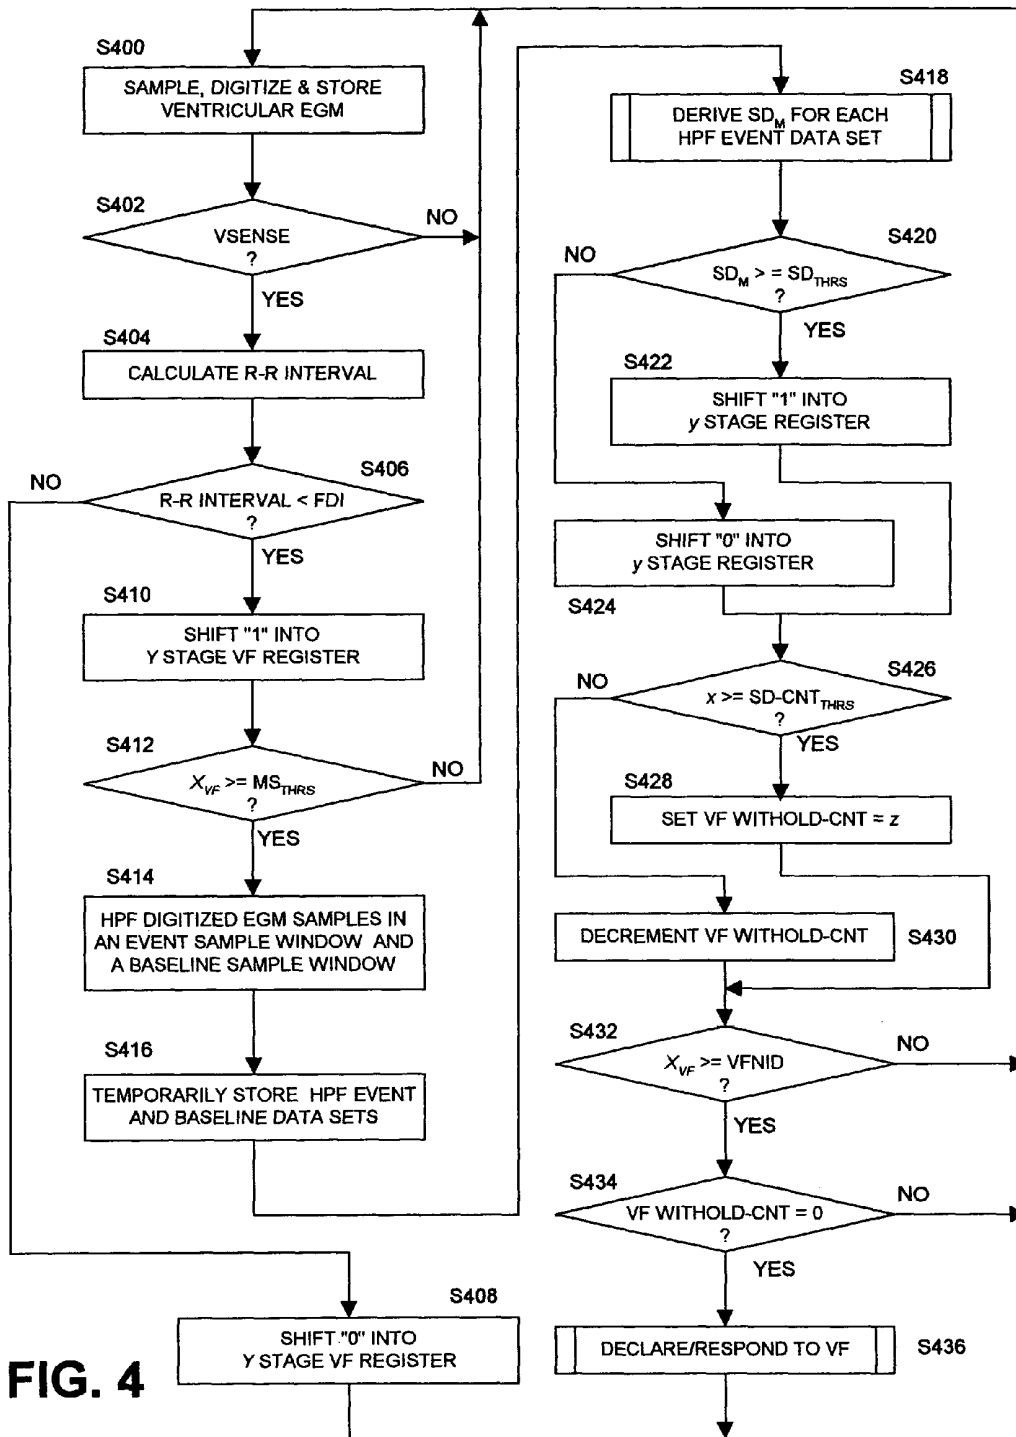 S400
SAMPLE, DIGITIZE & STORE
VENTRICULAR EGM
S402
VSENSE
?
NO
YES
S404
CALCULATE R-R INTERVAL
S406
NO
R-R INTERVAL < FDI
?
YES
S410
SHIFT "1" INTO
Y STAGE VF REGISTER
S412
X_VF >= MS_THRS
?
NO
YES
S414
HPF DIGITIZED EGM SAMPLES IN
AN EVENT SAMPLE WINDOW AND
A BASELINE SAMPLE WINDOW
S416
TEMPORARILY STORE HPF EVENT
AND BASELINE DATA SETS
S408
SHIFT "0" INTO
Y STAGE VF REGISTER
S418
DERIVE SD_M FOR EACH
HPF EVENT DATA SET
S420
NO
SD_M > = SD_THRS
?
YES
S422
SHIFT "1" INTO
y STAGE REGISTER
SHIFT "0" INTO
y STAGE REGISTER
S424
S426
NO
x >= SD-CNT_THRS
?
YES
S428
SET VF WITHOLD-CNT = z
DECREMENT VF WITHOLD-CNT
S430
S432
X_VF >= VFNID
?
NO
YES
S434
VF WITHOLD-CNT = 0
?
NO
YES
DECLARE/RESPOND TO VF
S436
FIG. 4